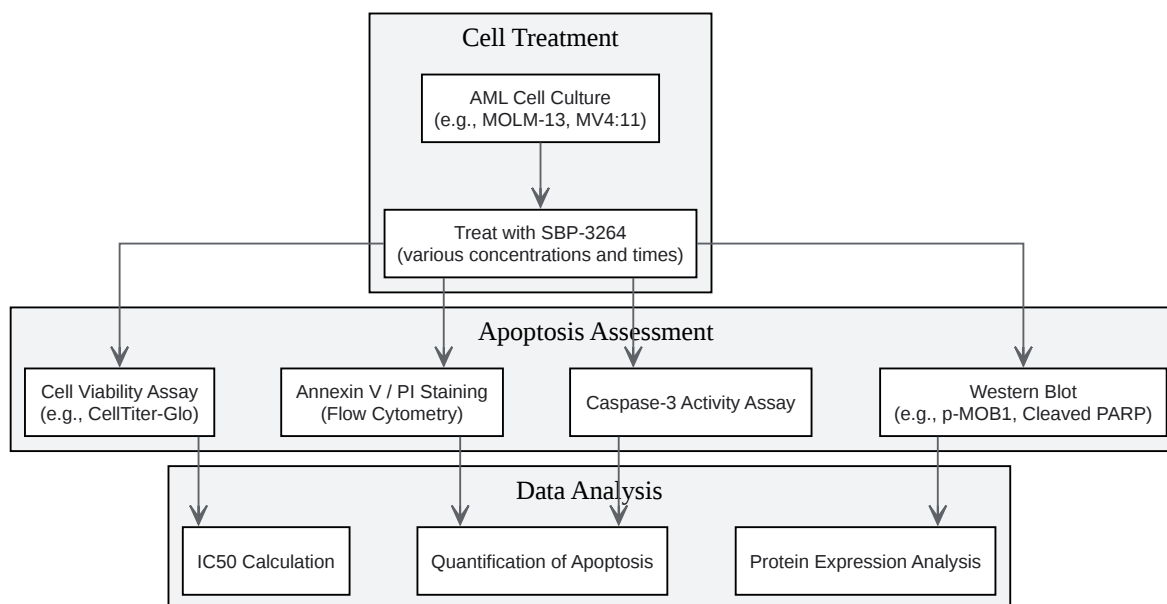 Cell Treatment
AML Cell Culture
(e.g., MOLM-13, MV4:11)
Treat with SBP-3264
(various concentrations and times)
Apoptosis Assessment
Cell Viability Assay
(e.g., CellTiter-Glo)
Annexin V / PI Staining
(Flow Cytometry)
Caspase-3 Activity Assay
Western Blot
(e.g., p-MOB1, Cleaved PARP)
Data Analysis
IC50 Calculation
Quantification of Apoptosis
Protein Expression Analysis